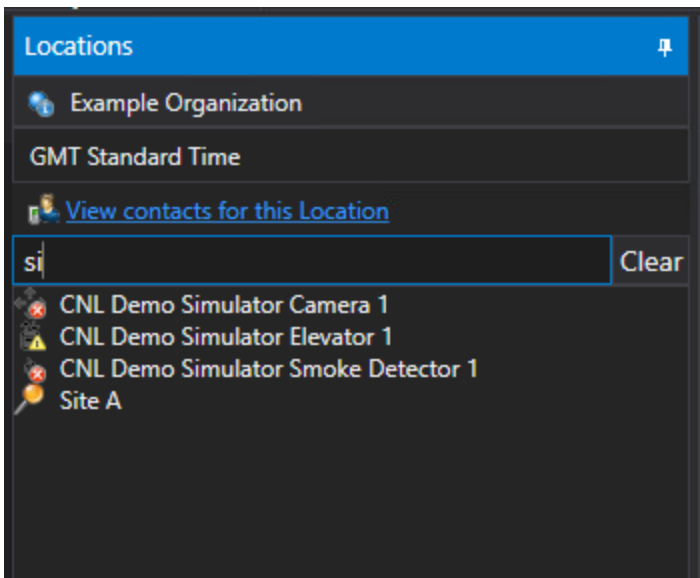 Locations
Example Organization
GMT Standard Time
View contacts for this Location
si Clear
CNL Demo Simulator Camera 1
CNL Demo Simulator Elevator 1
CNL Demo Simulator Smoke Detector 1
Site A